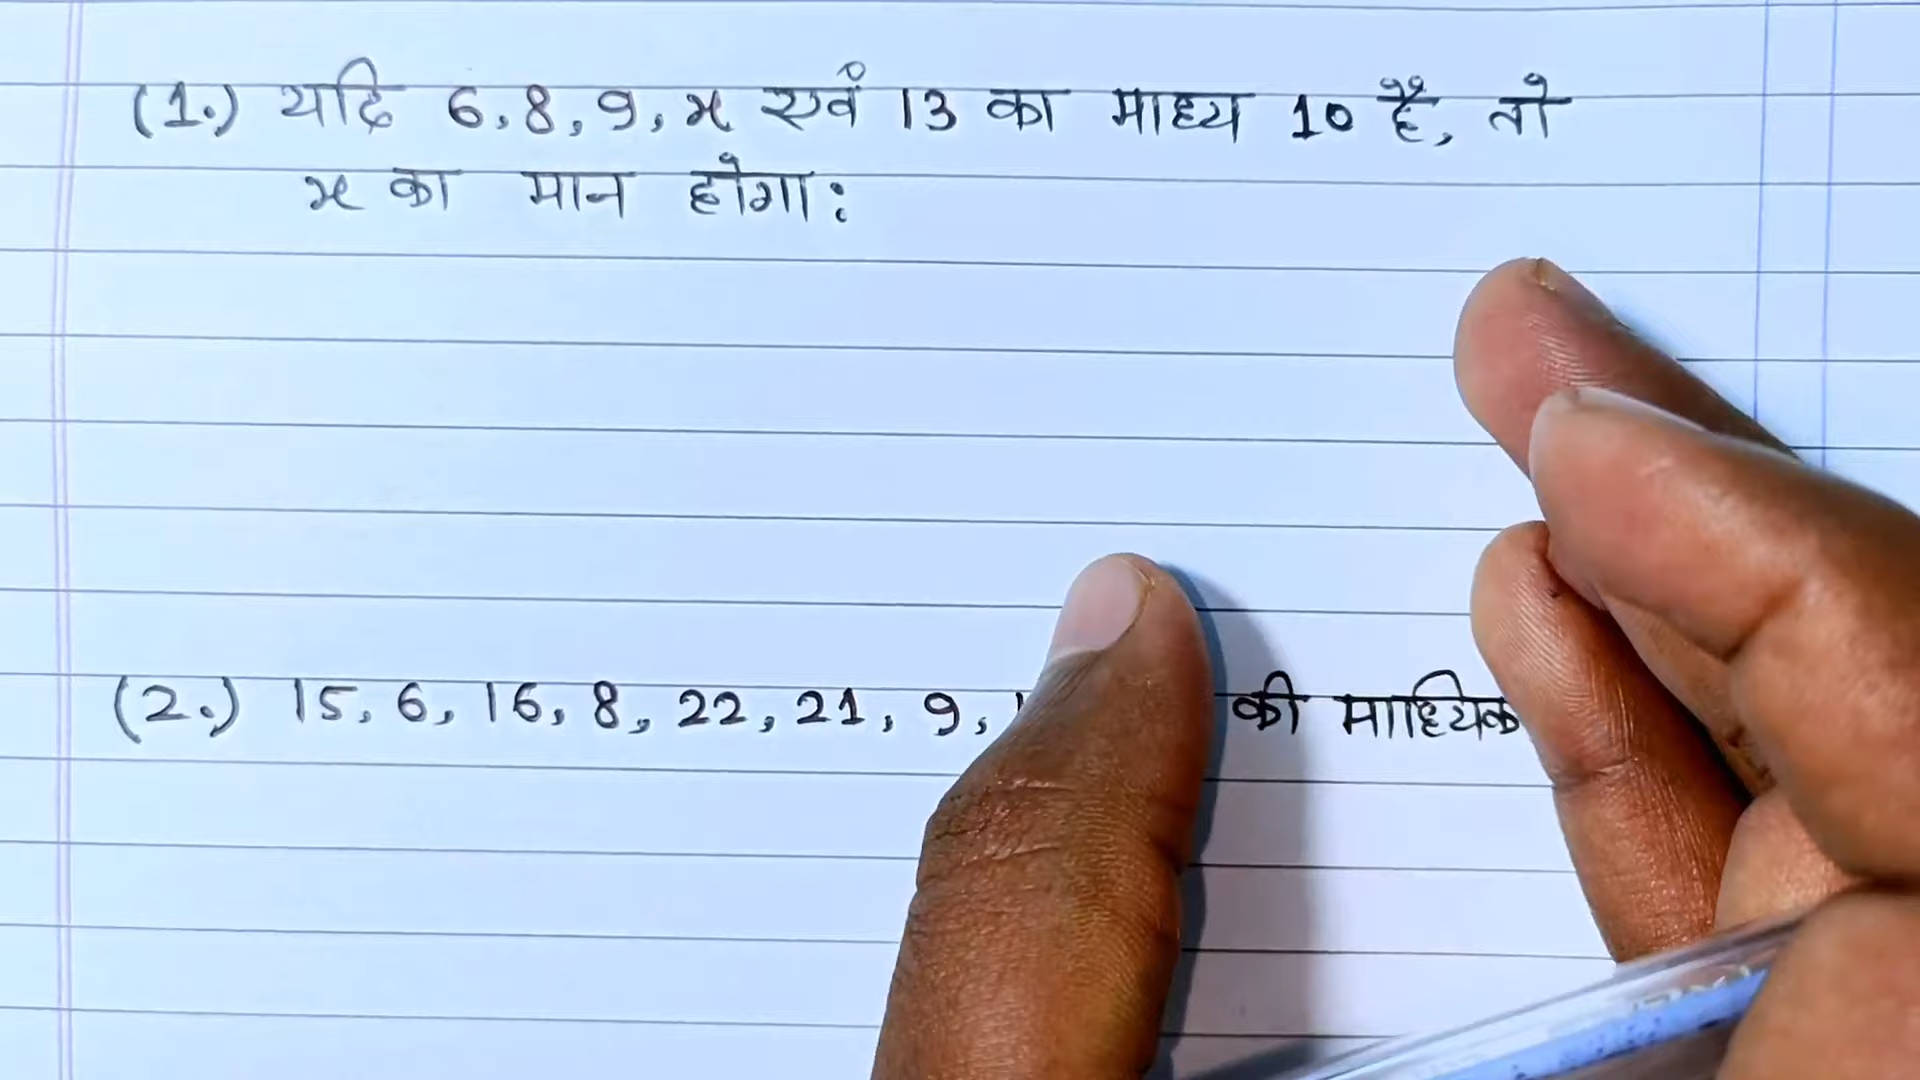 (1.) यदि 6, 8, 9, x एवं 13 का माध्य 10 है, तो
x का मान होगा:
(2.) 15, 6, 16, 8, 22, 21, 9, की माध्यिक